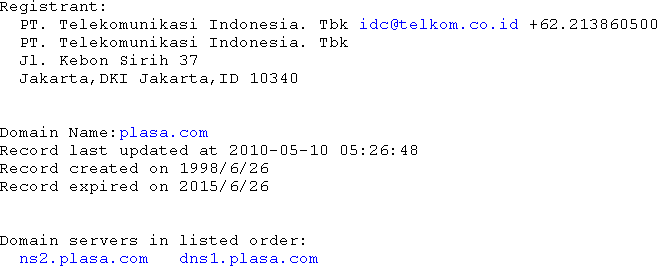 Registrant:
PT. Telekomunikasi Indonesia. Tbk idc@telkom.co.id +62.213860500
PT. Telekomunikasi Indonesia. Tbk
Jl. Kebon Sirih 37
Jakarta,DKI Jakarta,ID 10340
Domain Name:plasa.com
Record last updated at 2010-05-10 05:26:48
Record created on 1998/6/26
Record expired on 2015/6/26
Domain servers in listed order:
ns2.plasa.com dns1.plasa.com